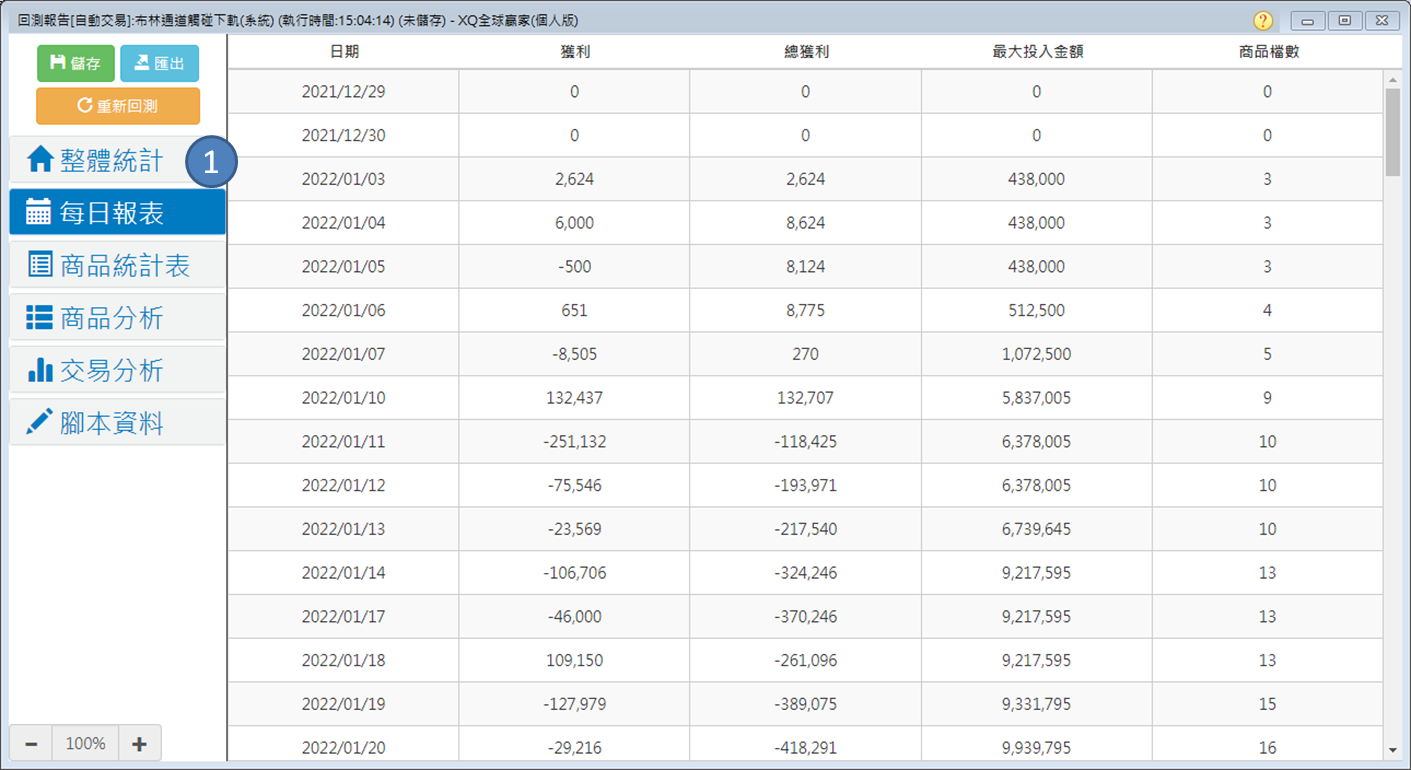 回測報告[自動交易]:布林通道觸碰下軌(系統) (執行時間:15:04:14) (未儲存) - XQ全球贏家(個人版)
?
儲存 匯出
重新回測
整體統計
1
每日報表
商品統計表
商品分析
交易分析
腳本資料
日期 獲利 總獲利 最大投入金額 商品檔數
2021/12/29 0 0 0 0
2021/12/30 0 0 0 0
2022/01/03 2,624 2,624 438,000 3
2022/01/04 6,000 8,624 438,000 3
2022/01/05 -500 8,124 438,000 3
2022/01/06 651 8,775 512,500 4
2022/01/07 -8,505 270 1,072,500 5
2022/01/10 132,437 132,707 5,837,005 9
2022/01/11 -251,132 -118,425 6,378,005 10
2022/01/12 -75,546 -193,971 6,378,005 10
2022/01/13 -23,569 -217,540 6,739,645 10
2022/01/14 -106,706 -324,246 9,217,595 13
2022/01/17 -46,000 -370,246 9,217,595 13
2022/01/18 109,150 -261,096 9,217,595 13
2022/01/19 -127,979 -389,075 9,331,795 15
2022/01/20 -29,216 -418,291 9,939,795 16
− 100% +